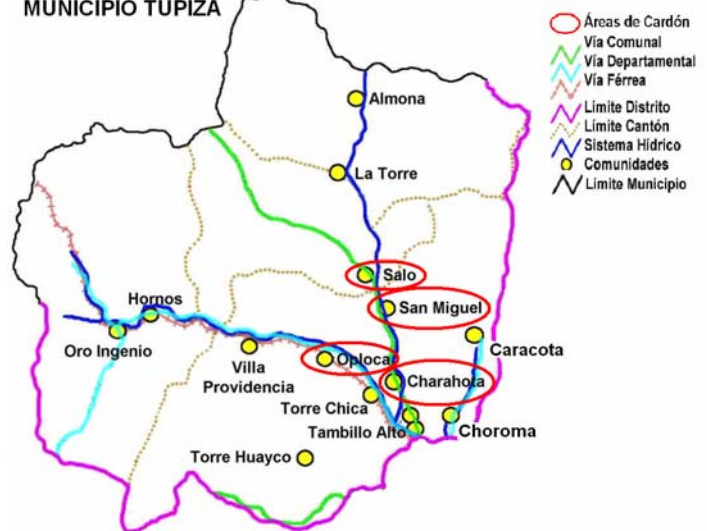 MUNICIPIO TUPIZA
Áreas de Cardón
Vía Comunal
Vía Departamental
Vía Férrea
Límite Distrito
Límite Cantón
Sistema Hídrico
Comunidades
Límite Municipio
Almona
La Torre
Salo
San Miguel
Hornos
Oro Ingenio
Villa
Providencia
Oploca
Caracota
Charahota
Torre Chica
Tambillo Alto
Choroma
Torre Huayco